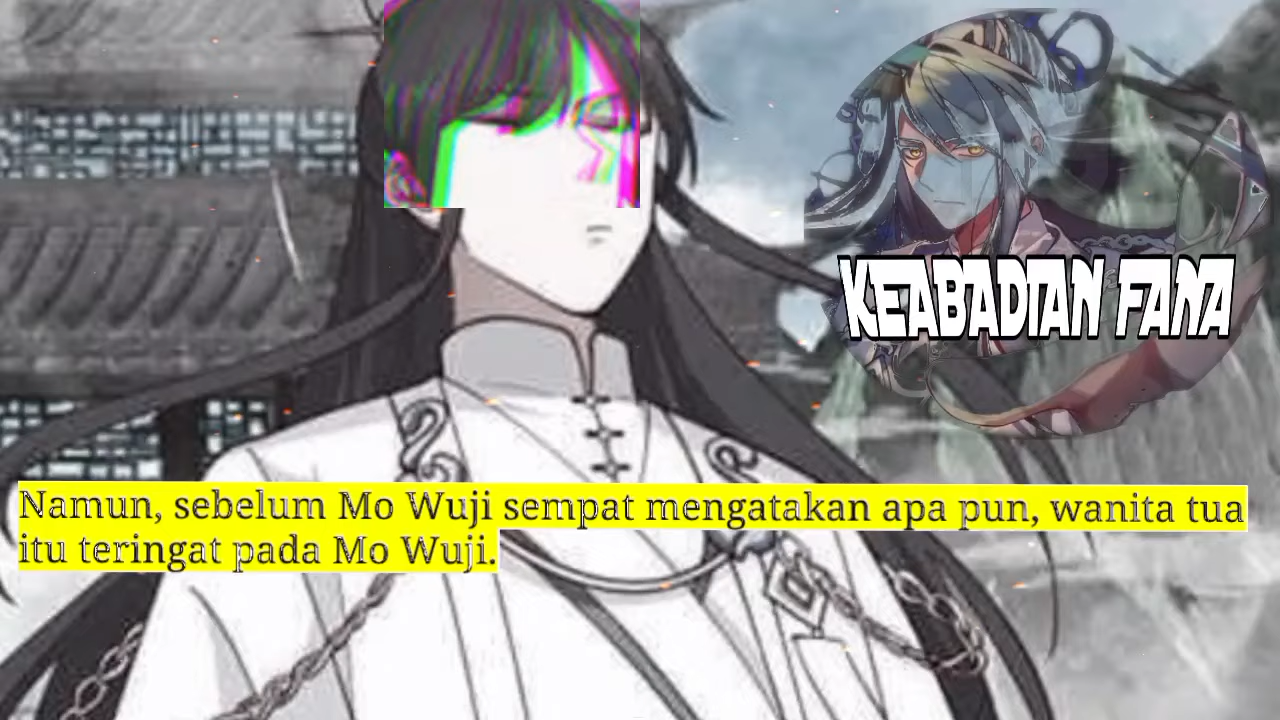 KEABADIAN FANA
Namun, sebelum Mo Wuji sempat mengatakan apa pun, wanita tua
itu teringat pada Mo Wuji.